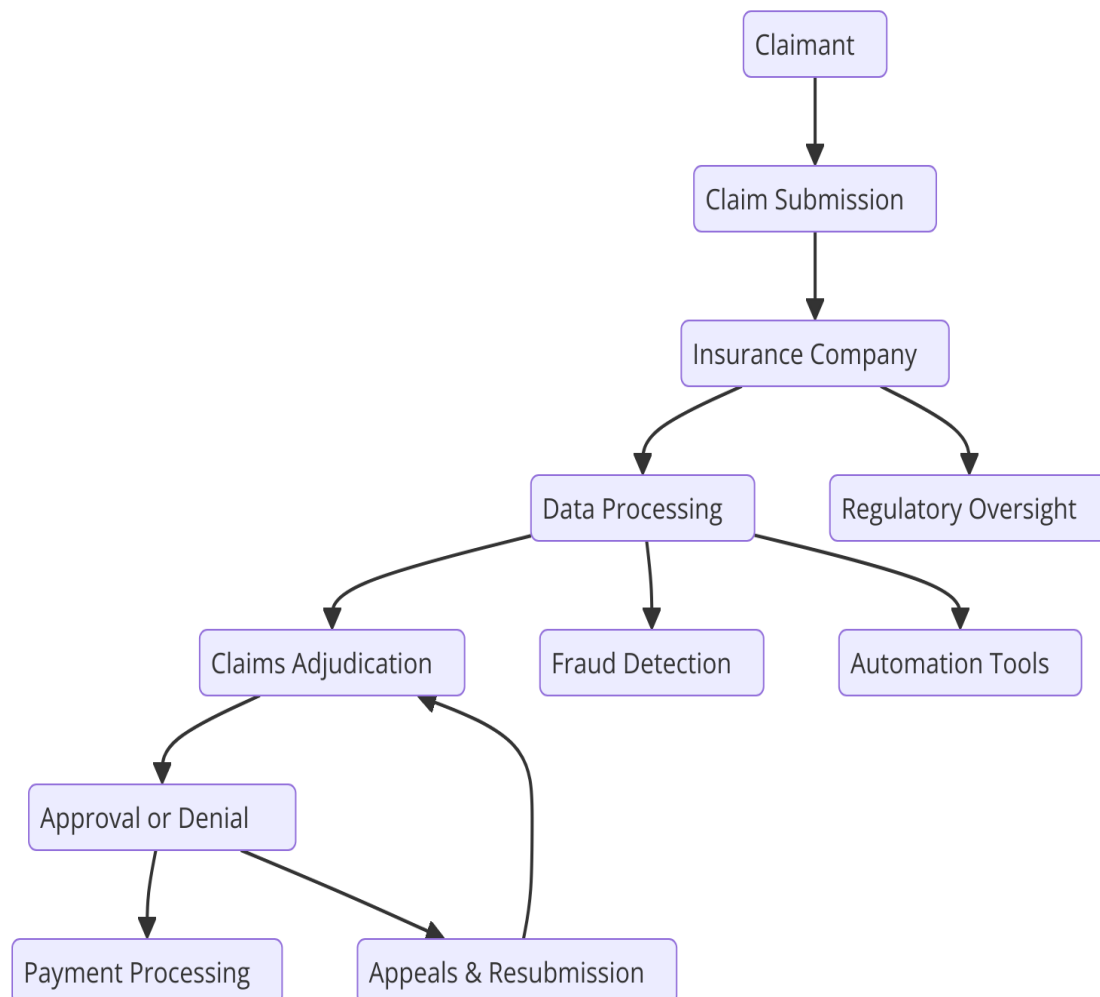 Claimant
Claim Submission
Insurance Company
Data Processing
Regulatory Oversight
Claims Adjudication
Fraud Detection
Automation Tools
Approval or Denial
Payment Processing
Appeals & Resubmission